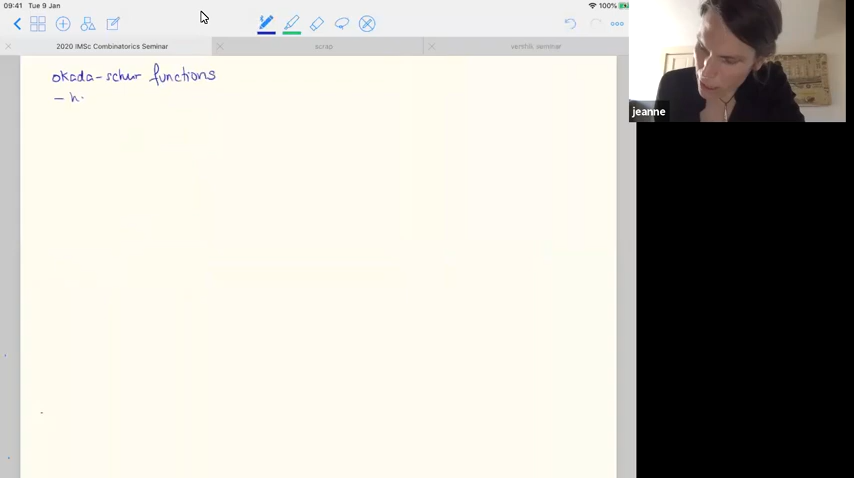 09:41 Tue 9 Jan
100%
2020 IMSc Combinatorics Seminar
scrap
vershik seminar
okada-schur functions
– h.
jeanne